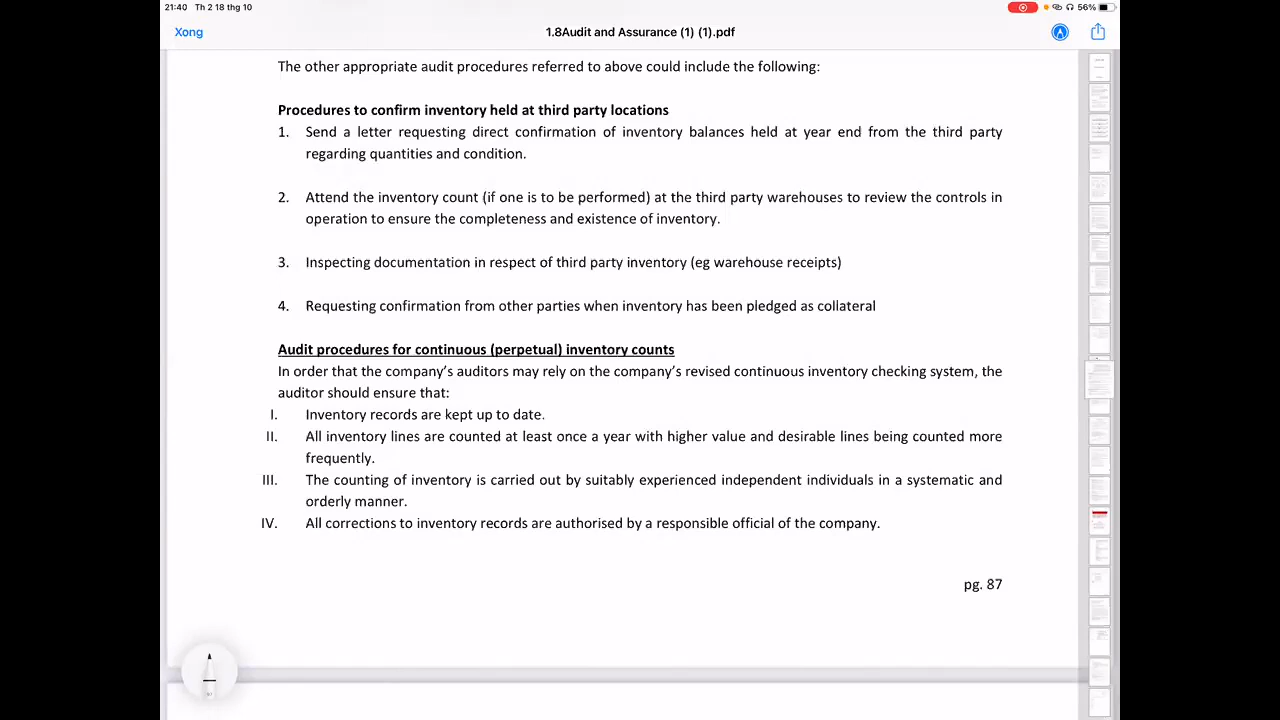 21:40 Th 2 18 thg 10
56%
Xong
1.8Audit and Assurance (1) (1).pdf
The other appropriate audit procedures referred to above could include the following:
Procedures to confirm inventory held at third party locations
1. Send a letter requesting direct confirmation of inventory balances held at year end from the third party
regarding quantities and condition.
2. Attend the inventory count (if one is to be performed) at the third party warehouses to review the controls in
operation to ensure the completeness and existence of inventory.
3. Inspecting documentation in respect of third party inventory (eg warehouse receipts)
4. Requesting information from other parties when inventory has been pledged as collateral
Audit procedures for continuous (perpetual) inventory counts
In order that the company's auditors may rely on the company's revised continuous inventory checking system, they
should ensure that:
I. Inventory records are kept up to date.
II. All inventory lines are counted at least once a year with higher value and desirable lines being counted more
frequently.
III. The counting of inventory is carried out by suitably experienced independent individuals in a systematic and
orderly manner.
IV. All corrections to inventory records are authorised by a responsible official of the company.
pg. 87
97